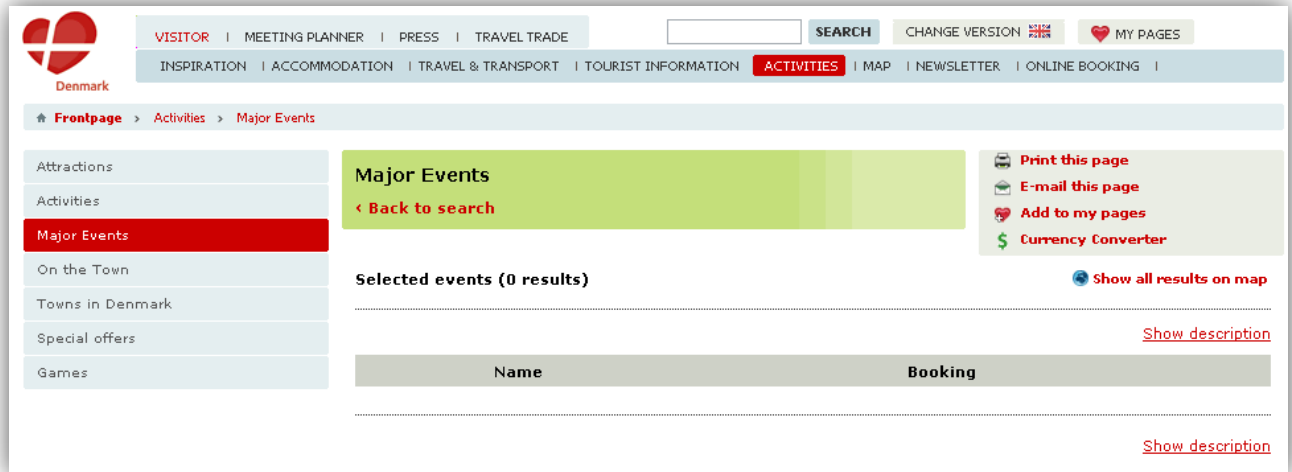 VISITOR | MEETING PLANNER | PRESS | TRAVEL TRADE
SEARCH
CHANGE VERSION
MY PAGES
INSPIRATION | ACCOMMODATION | TRAVEL & TRANSPORT | TOURIST INFORMATION ACTIVITIES | MAP | NEWSLETTER | ONLINE BOOKING |
Denmark
Frontpage > Activities > Major Events
Attractions
Activities
Major Events
On the Town
Towns in Denmark
Special offers
Games
Major Events
‹ Back to search
Print this page
E-mail this page
Add to my pages
$ Currency Converter
Selected events (0 results)
Show all results on map
Show description
Name Booking
Show description